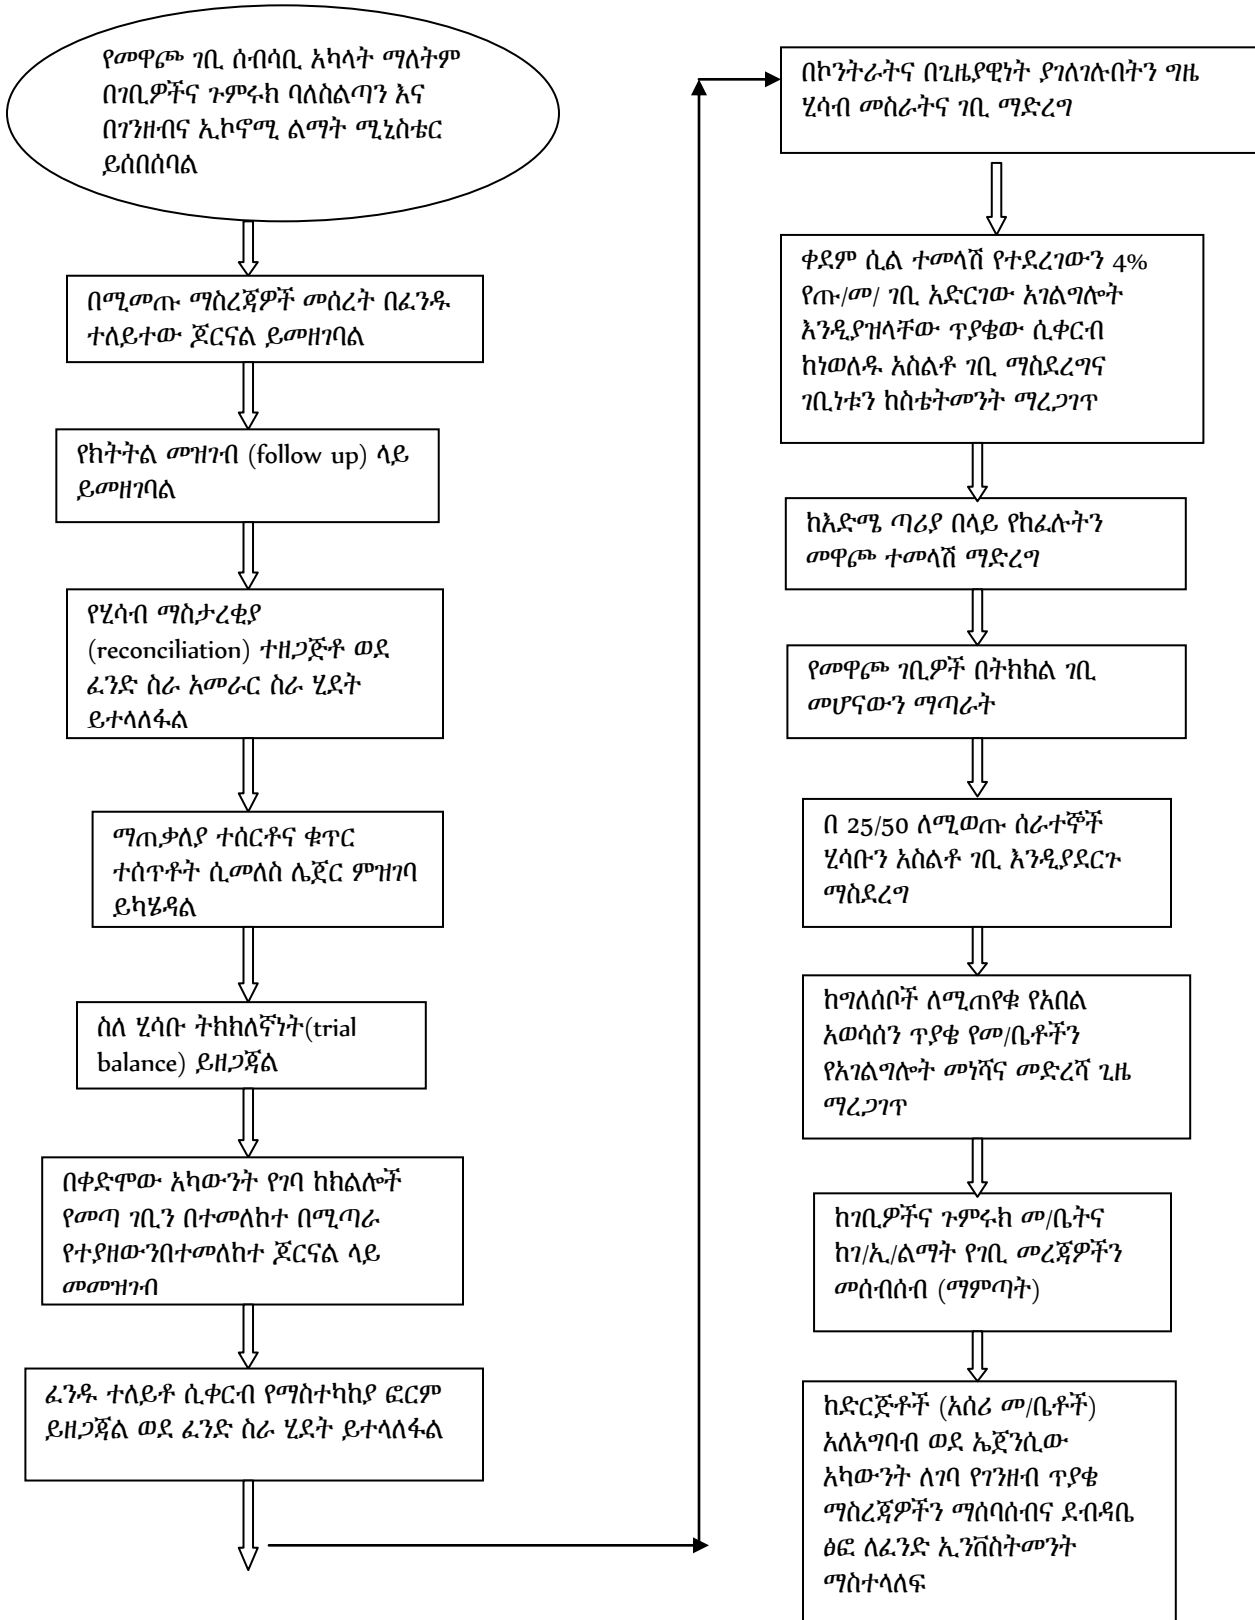 የመዋጮ ገቢ ሰብሳቢ አካላት ማለትም
በገቢዎችና ጉምሩክ ባለስልጣን እና
በገንዘብና ኢኮኖሚ ልማት ሚኒስቴር
ይሰበሰባል
በሚመጡ ማስረጃዎች መሰረት በፈንዱ
ተለይተው ጆርናል ይመዘገባል
የክትትል መዝገብ (follow up) ላይ
ይመዘገባል
የሂሳብ ማስታረቂያ
(reconciliation) ተዘጋጅቶ ወደ
ፈንድ ስራ አመራር ስራ ሂደት
ይተላለፋል
ማጠቃለያ ተሰርቶና ቁጥር
ተሰጥቶት ሲመለስ ሌጀር ምዝገባ
ይካሄዳል
ስለ ሂሳቡ ትክክለኛነት(trial
balance) ይዘጋጃል
በቀድሞው አካውንት የገባ ከክልሎች
የመጣ ገቢን በተመለከተ በሚጣራ
የተያዘውንበተመለከተ ጆርናል ላይ
መመዝገብ
ፈንዱ ተለይቶ ሲቀርብ የማስተካከያ ፎርም
ይዘጋጃል ወደ ፈንድ ስራ ሂደት ይተላለፋል
በኮንትራትና በጊዜያዊነት ያገለገሉበትን ግዜ
ሂሳብ መስራትና ገቢ ማድረግ
ቀደም ሲል ተመላሽ የተደረገውን 4%
የጡ/መ/ ገቢ አድርገው አገልግሎት
እንዲያዝላቸው ጥያቄው ሲቀርብ
ከነወለዱ አስልቶ ገቢ ማስደረግና
ገቢነቱን ከስቴትመንት ማረጋገጥ
ከእድሜ ጣሪያ በላይ የከፈሉትን
መዋጮ ተመላሽ ማድረግ
የመዋጮ ገቢዎች በትክክል ገቢ
መሆናውን ማጣራት
በ 25/50 ለሚወጡ ሰራተኞች
ሂሳቡን አስልቶ ገቢ እንዲያደርጉ
ማስደረግ
ከግለሰቦች ለሚጠየቁ የአበል
አወሳሰን ጥያቄ የመ/ቤቶችን
የአገልግሎት መነሻና መድረሻ ጊዜ
ማረጋገጥ
ከገቢዎችና ጉምሩክ መ/ቤትና
ከገ/ኢ/ልማት የገቢ መረጃዎችን
መሰብሰብ (ማምጣት)
ከድርጅቶች (አሰሪ መ/ቤቶች)
አለአግባብ ወደ ኤጀንሲው
አካውንት ለገባ የገንዘብ ጥያቄ
ማስረጃዎችን ማሰባሰብና ደብዳቤ
ፅፎ ለፈንድ ኢንቨስትመንት
ማስተላለፍ